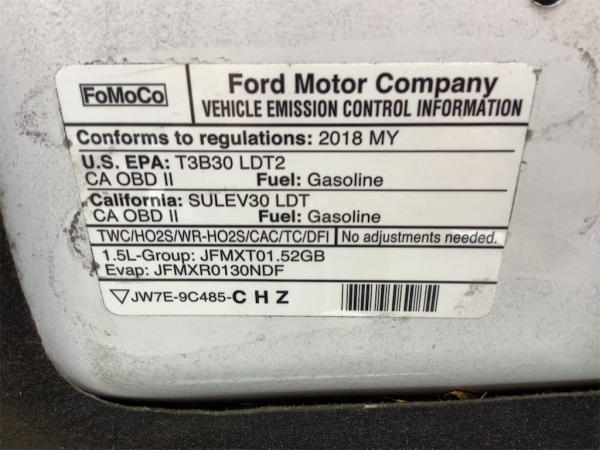 FoMoCo
Ford Motor Company
VEHICLE EMISSION CONTROL INFORMATION
Conforms to regulations: 2018 MY
U.S. EPA: T3B30 LDT2
CA OBD II Fuel: Gasoline
California: SULEV30 LDT
CA OBD II Fuel: Gasoline
TWC/HO2S/WR-HO2S/CAC/TC/DFI No adjustments needed.
1.5L-Group: JFMXT01.52GB
Evap: JFMXR0130NDF
JW7E-9C485-C H Z